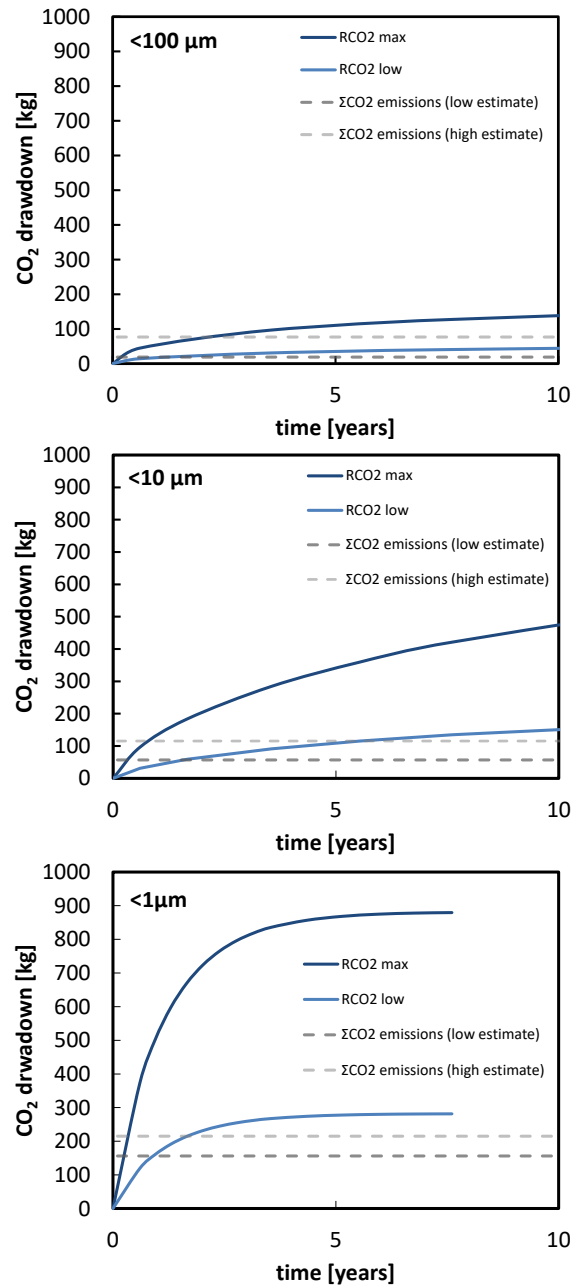 <100 µm
1000
900
800
700
600
500
400
300
200
100
0
CO₂ drawdown [kg]
RCO2 max
RCO2 low
ΣCO2 emissions (low estimate)
ΣCO2 emissions (high estimate)
0
5
10
time [years]
<10 µm
1000
900
800
700
600
500
400
300
200
100
0
CO₂ drawdown [kg]
RCO2 max
RCO2 low
ΣCO2 emissions (low estimate)
ΣCO2 emissions (high estimate)
0
5
10
time [years]
<1µm
1000
900
800
700
600
500
400
300
200
100
0
CO₂ drwadown [kg]
RCO2 max
RCO2 low
ΣCO2 emissions (low estimate)
ΣCO2 emissions (high estimate)
0
5
10
time [years]